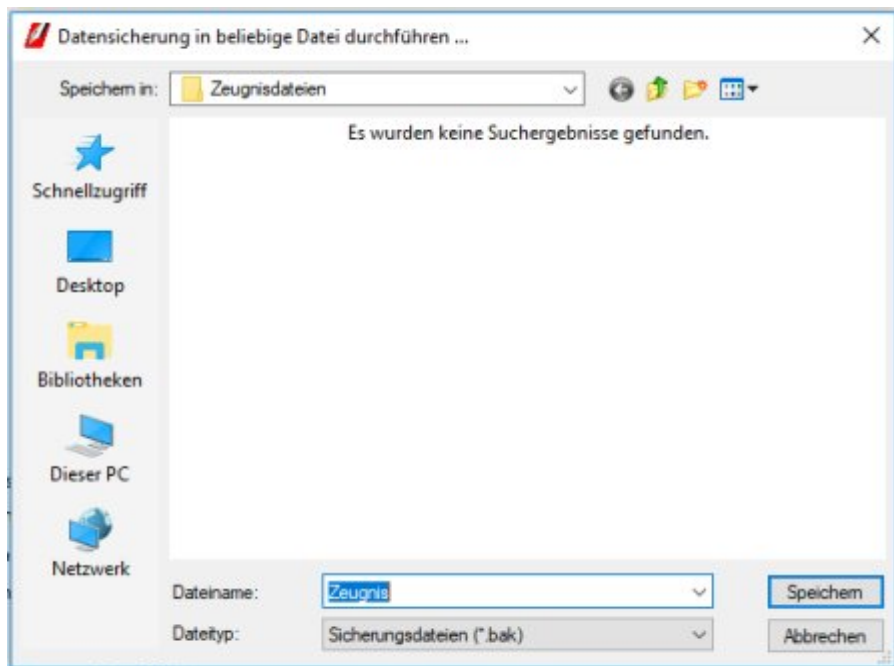 Datensicherung in beliebige Datei durchführen ...
Speichern in: Zeugnisdateien
Es wurden keine Suchergebnisse gefunden.
Schnellzugriff
Desktop
Bibliotheken
Dieser PC
Netzwerk
Dateiname: Zeugnis Speichern
Dateityp: Sicherungsdateien (*.bak) Abbrechen